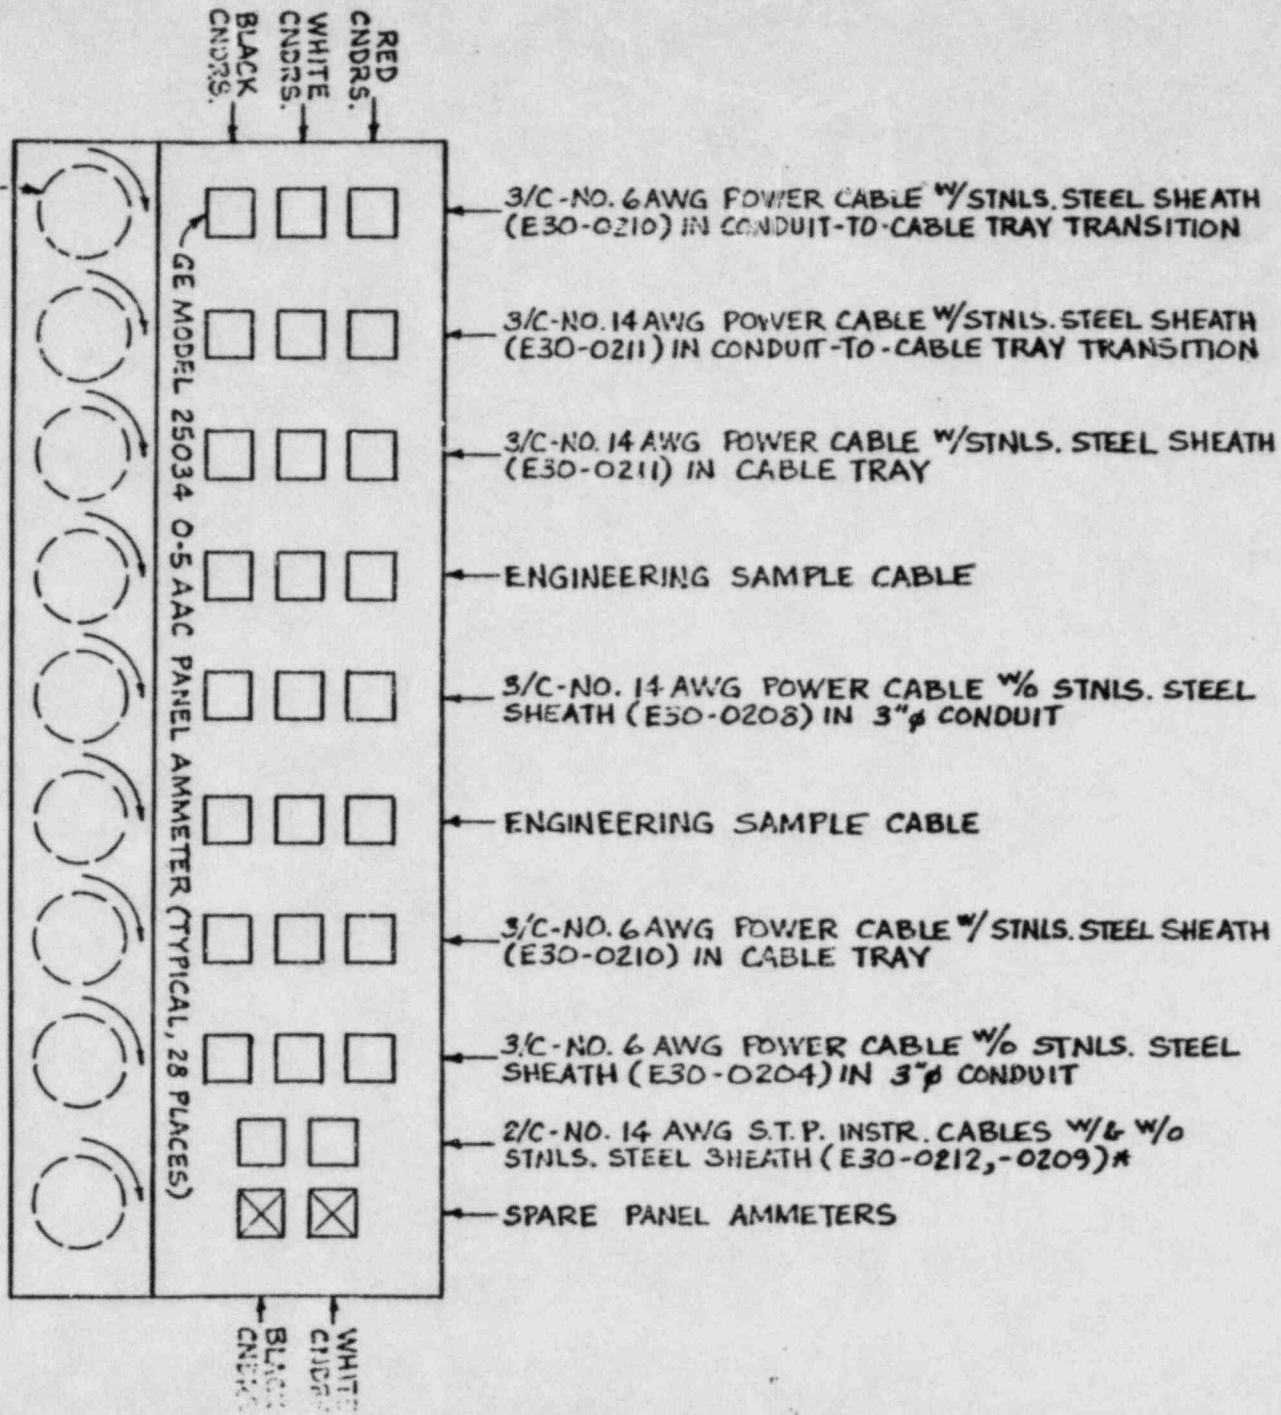 RED
CNDRS.
WHITE
CNDRS.
BLACK
CNDRS.
3/C-NO. 6 AWG POWER CABLE W/STNLS. STEEL SHEATH
(E30-0210) IN CONDUIT-TO-CABLE TRAY TRANSITION
3/C-NO. 14 AWG POWER CABLE W/STNLS. STEEL SHEATH
(E30-0211) IN CONDUIT-TO-CABLE TRAY TRANSITION
3/C-NO. 14 AWG POWER CABLE W/STNLS. STEEL SHEATH
(E30-0211) IN CABLE TRAY
ENGINEERING SAMPLE CABLE
3/C-NO. 14 AWG POWER CABLE W/O STNLS. STEEL
SHEATH (E30-0208) IN 3"ø CONDUIT
ENGINEERING SAMPLE CABLE
3/C-NO. 6 AWG POWER CABLE W/ STNLS. STEEL SHEATH
(E30-0210) IN CABLE TRAY
3/C-NO. 6 AWG POWER CABLE W/O STNLS. STEEL
SHEATH (E30-0204) IN 3"ø CONDUIT
2/C-NO. 14 AWG S.T.P. INSTR. CABLES W/& W/O
STNLS. STEEL SHEATH (E30-0212,-0209)*
SPARE PANEL AMMETERS
GE MODEL 25034 0-5 AAC PANEL AMMETER (TYPICAL, 28 PLACES)
WHITE
CNDRS
BLACK
CNDRS